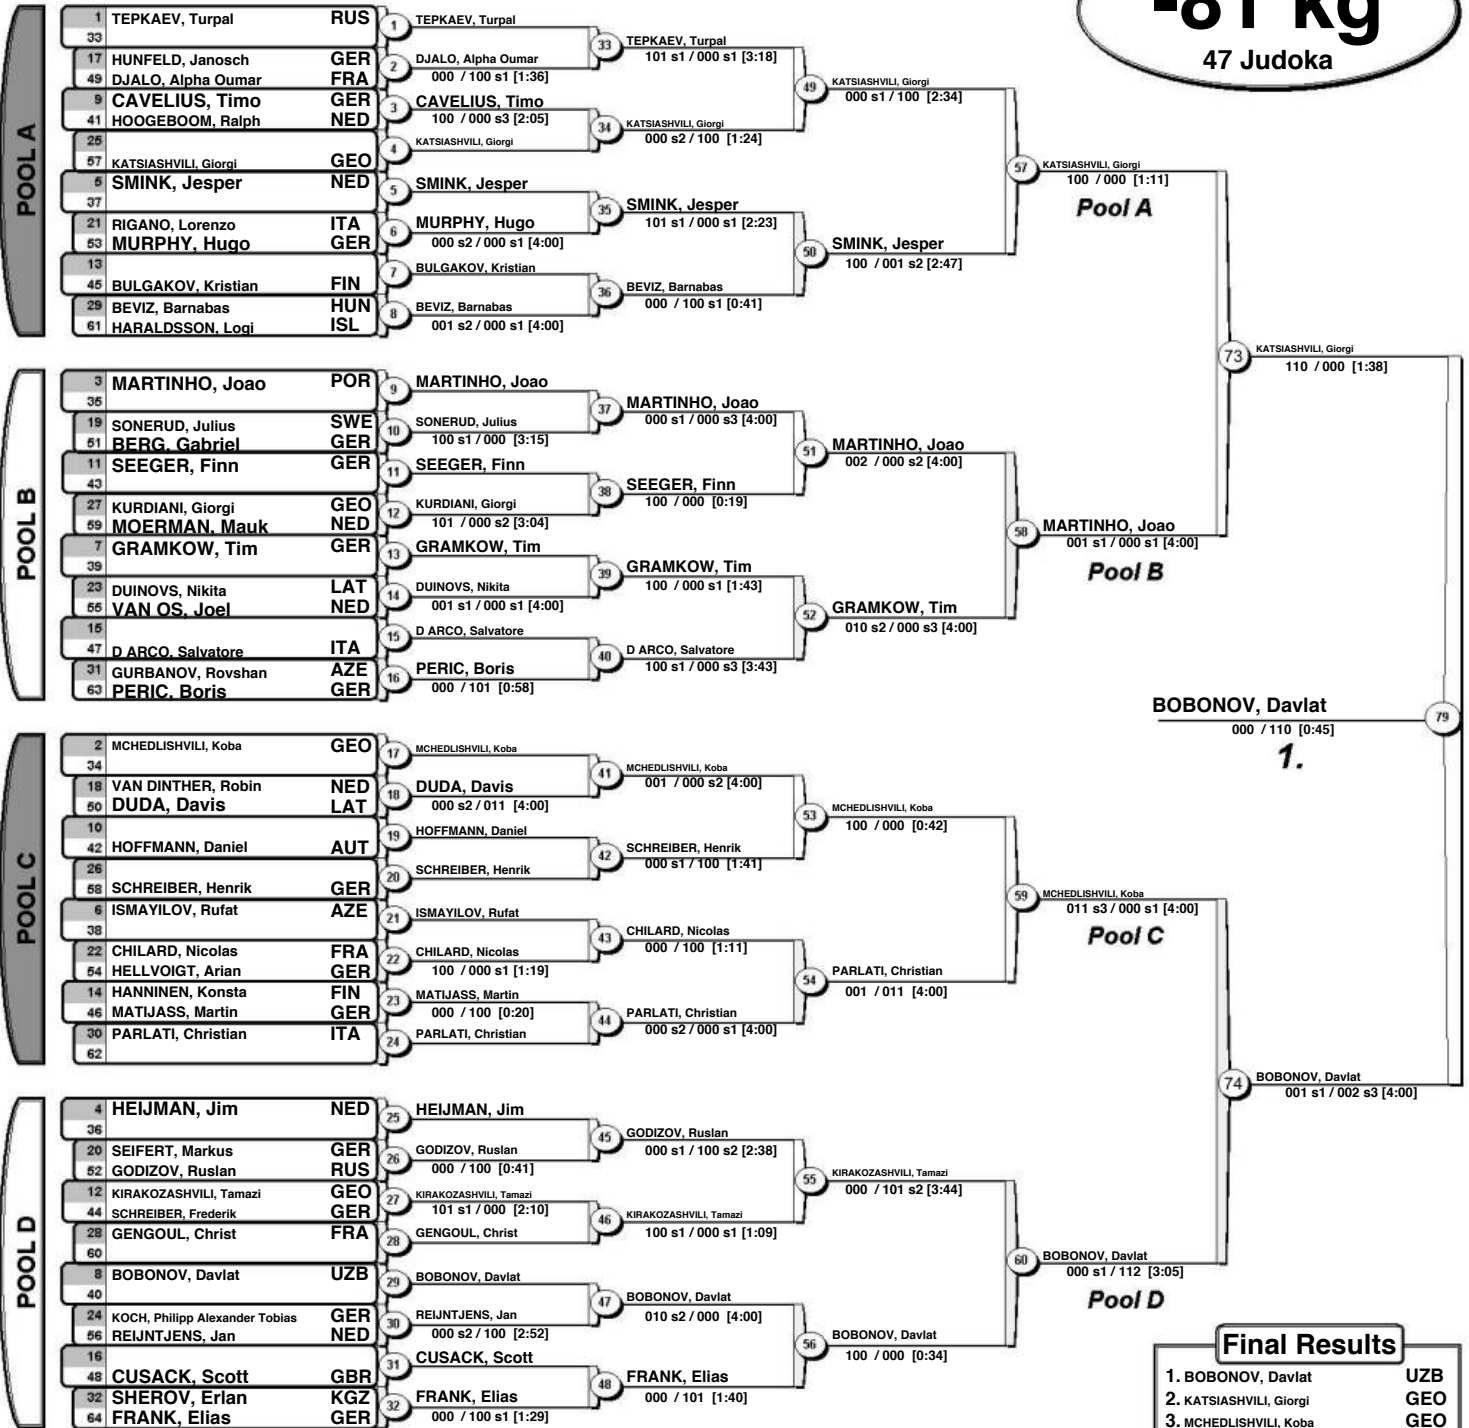 -81 kg
47 Judoka
POOL A
1 TEPKAEV, Turpal RUS
33
17 HUNFELD, Janosch GER
49 DJALO, Alpha Oumar FRA
9 CAVELIUS, Timo GER
41 HOOGEBOOM, Ralph NED
25
57 KATSIASHVILI, Giorgi GEO
5 SMINK, Jesper NED
37
21 RIGANO, Lorenzo ITA
53 MURPHY, Hugo GER
13
45 BULGAKOV, Kristian FIN
29 BEVIZ, Barnabas HUN
61 HARALDSSON, Logi ISL
1 TEPKAEV, Turpal
2 DJALO, Alpha Oumar
000 / 100 s1 [1:36]
3 CAVELIUS, Timo
100 / 000 s3 [2:05]
4 KATSIASHVILI, Giorgi
5 SMINK, Jesper
6 MURPHY, Hugo
000 s2 / 000 s1 [4:00]
7 BULGAKOV, Kristian
8 BEVIZ, Barnabas
001 s2 / 000 s1 [4:00]
33 TEPKAEV, Turpal
101 s1 / 000 s1 [3:18]
34 KATSIASHVILI, Giorgi
000 s2 / 100 [1:24]
35 SMINK, Jesper
101 s1 / 000 s1 [2:23]
36 BEVIZ, Barnabas
000 / 100 s1 [0:41]
49 KATSIASHVILI, Giorgi
000 s1 / 100 [2:34]
50 SMINK, Jesper
100 / 001 s2 [2:47]
57 KATSIASHVILI, Giorgi
100 / 000 [1:11]
Pool A
POOL B
3 MARTINHO, Joao POR
35
19 SONERUD, Julius SWE
51 BERG, Gabriel GER
11 SEEGER, Finn GER
43
27 KURDIANI, Giorgi GEO
59 MOERMAN, Mauk NED
7 GRAMKOW, Tim GER
39
23 DUINOVS, Nikita LAT
55 VAN OS, Joel NED
15
47 D ARCO, Salvatore ITA
31 GURBANOV, Rovshan AZE
63 PERIC, Boris GER
9 MARTINHO, Joao
10 SONERUD, Julius
100 s1 / 000 [3:15]
11 SEEGER, Finn
12 KURDIANI, Giorgi
101 / 000 s2 [3:04]
13 GRAMKOW, Tim
14 DUINOVS, Nikita
001 s1 / 000 s1 [4:00]
15 D ARCO, Salvatore
16 PERIC, Boris
000 / 101 [0:58]
37 MARTINHO, Joao
000 s1 / 000 s3 [4:00]
38 SEEGER, Finn
100 / 000 [0:19]
39 GRAMKOW, Tim
100 / 000 s1 [1:43]
40 D ARCO, Salvatore
100 s1 / 000 s3 [3:43]
51 MARTINHO, Joao
002 / 000 s2 [4:00]
52 GRAMKOW, Tim
010 s2 / 000 s3 [4:00]
58 MARTINHO, Joao
001 s1 / 000 s1 [4:00]
Pool B
73 KATSIASHVILI, Giorgi
110 / 000 [1:38]
BOBONOV, Davlat 79
000 / 110 [0:45]
1.
POOL C
2 MCHEDLISHVILI, Koba GEO
34
18 VAN DINTHER, Robin NED
50 DUDA, Davis LAT
10
42 HOFFMANN, Daniel AUT
26
58 SCHREIBER, Henrik GER
6 ISMAYILOV, Rufat AZE
38
22 CHILARD, Nicolas FRA
54 HELLVOIGT, Arian GER
14 HANNINEN, Konsta FIN
46 MATIJASS, Martin GER
30 PARLATI, Christian ITA
62
17 MCHEDLISHVILI, Koba
18 DUDA, Davis
000 s2 / 011 [4:00]
19 HOFFMANN, Daniel
20 SCHREIBER, Henrik
21 ISMAYILOV, Rufat
22 CHILARD, Nicolas
100 / 000 s1 [1:19]
23 MATIJASS, Martin
000 / 100 [0:20]
24 PARLATI, Christian
41 MCHEDLISHVILI, Koba
001 / 000 s2 [4:00]
42 SCHREIBER, Henrik
000 s1 / 100 [1:41]
43 CHILARD, Nicolas
000 / 100 [1:11]
44 PARLATI, Christian
000 s2 / 000 s1 [4:00]
53 MCHEDLISHVILI, Koba
100 / 000 [0:42]
54 PARLATI, Christian
001 / 011 [4:00]
59 MCHEDLISHVILI, Koba
011 s3 / 000 s1 [4:00]
Pool C
74 BOBONOV, Davlat
001 s1 / 002 s3 [4:00]
POOL D
4 HEIJMAN, Jim NED
36
20 SEIFERT, Markus GER
52 GODIZOV, Ruslan RUS
12 KIRAKOZASHVILI, Tamazi GEO
44 SCHREIBER, Frederik GER
28 GENGOUL, Christ FRA
60
8 BOBONOV, Davlat UZB
40
24 KOCH, Philipp Alexander Tobias GER
56 REIJNTJENS, Jan NED
16
48 CUSACK, Scott GBR
32 SHEROV, Erlan KGZ
64 FRANK, Elias GER
25 HEIJMAN, Jim
26 GODIZOV, Ruslan
000 / 100 [0:41]
27 KIRAKOZASHVILI, Tamazi
101 s1 / 000 [2:10]
28 GENGOUL, Christ
29 BOBONOV, Davlat
30 REIJNTJENS, Jan
000 s2 / 100 [2:52]
31 CUSACK, Scott
32 FRANK, Elias
000 / 100 s1 [1:29]
45 GODIZOV, Ruslan
000 s1 / 100 s2 [2:38]
46 KIRAKOZASHVILI, Tamazi
100 s1 / 000 s1 [1:09]
47 BOBONOV, Davlat
010 s2 / 000 [4:00]
48 FRANK, Elias
000 / 101 [1:40]
55 KIRAKOZASHVILI, Tamazi
000 / 101 s2 [3:44]
56 BOBONOV, Davlat
100 / 000 [0:34]
60 BOBONOV, Davlat
000 s1 / 112 [3:05]
Pool D
Final Results
1. BOBONOV, Davlat UZB
2. KATSIASHVILI, Giorgi GEO
3. MCHEDLISHVILI, Koba GEO